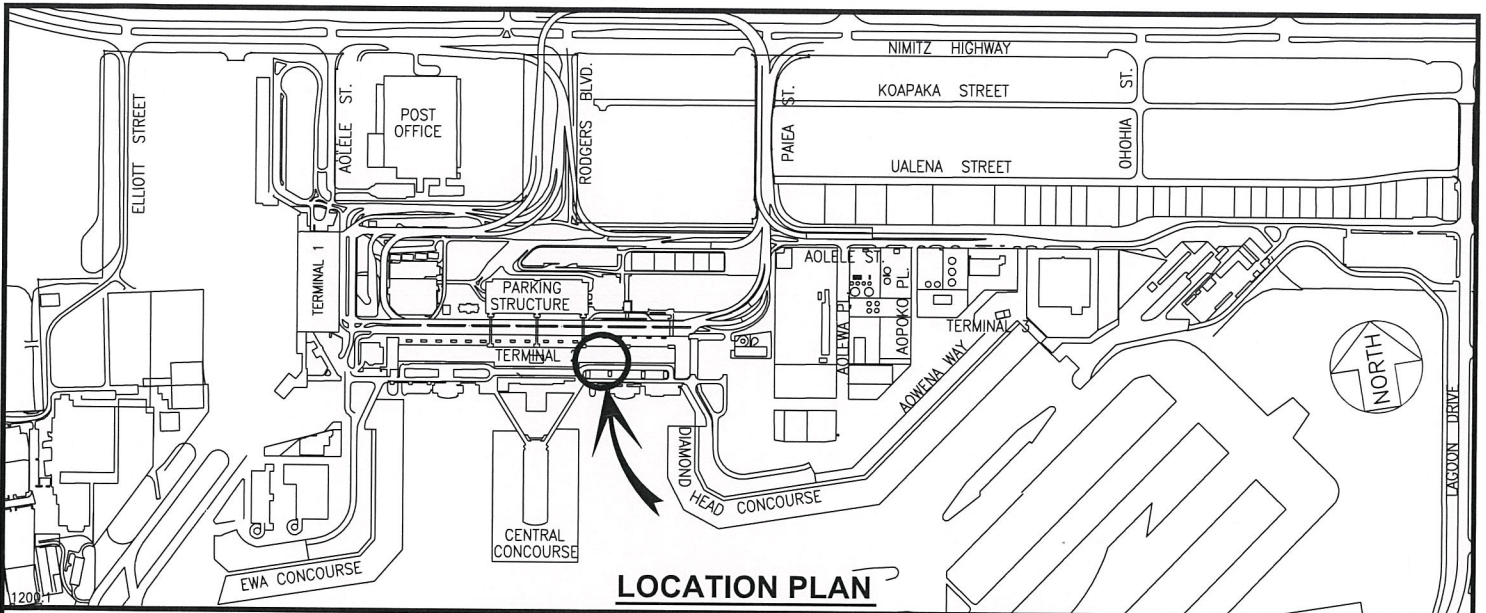 NIMITZ HIGHWAY
KOAPAKA STREET
UALENA STREET
ELLIOTT STREET
AOLELE ST.
POST
OFFICE
RODGERS BLVD.
PAIEA ST.
OHOHIA ST.
TERMINAL 1
PARKING
STRUCTURE
AOLELE ST.
TERMINAL
AOLEWA PL.
AOPOKO PL.
TERMINAL 3
AOWENA WAY
NORTH
LAGOON DRIVE
DIAMOND HEAD CONCOURSE
CENTRAL
CONCOURSE
EWA CONCOURSE
LOCATION PLAN